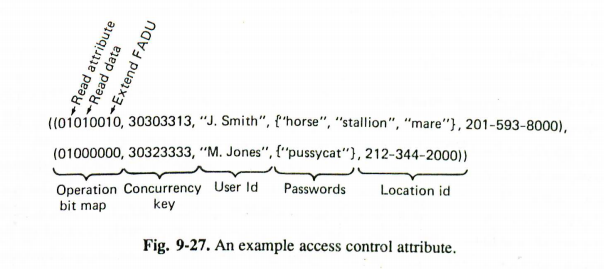 Read attribute
Read data
Extend FADU
((01010010, 30303313, "J. Smith", {"horse", "stallion", "mare"}, 201-593-8000),
(01000000, 30323333, "M. Jones", {"pussycat"}, 212-344-2000))
Operation bit map
Concurrency key
User Id
Passwords
Location id
Fig. 9-27. An example access control attribute.